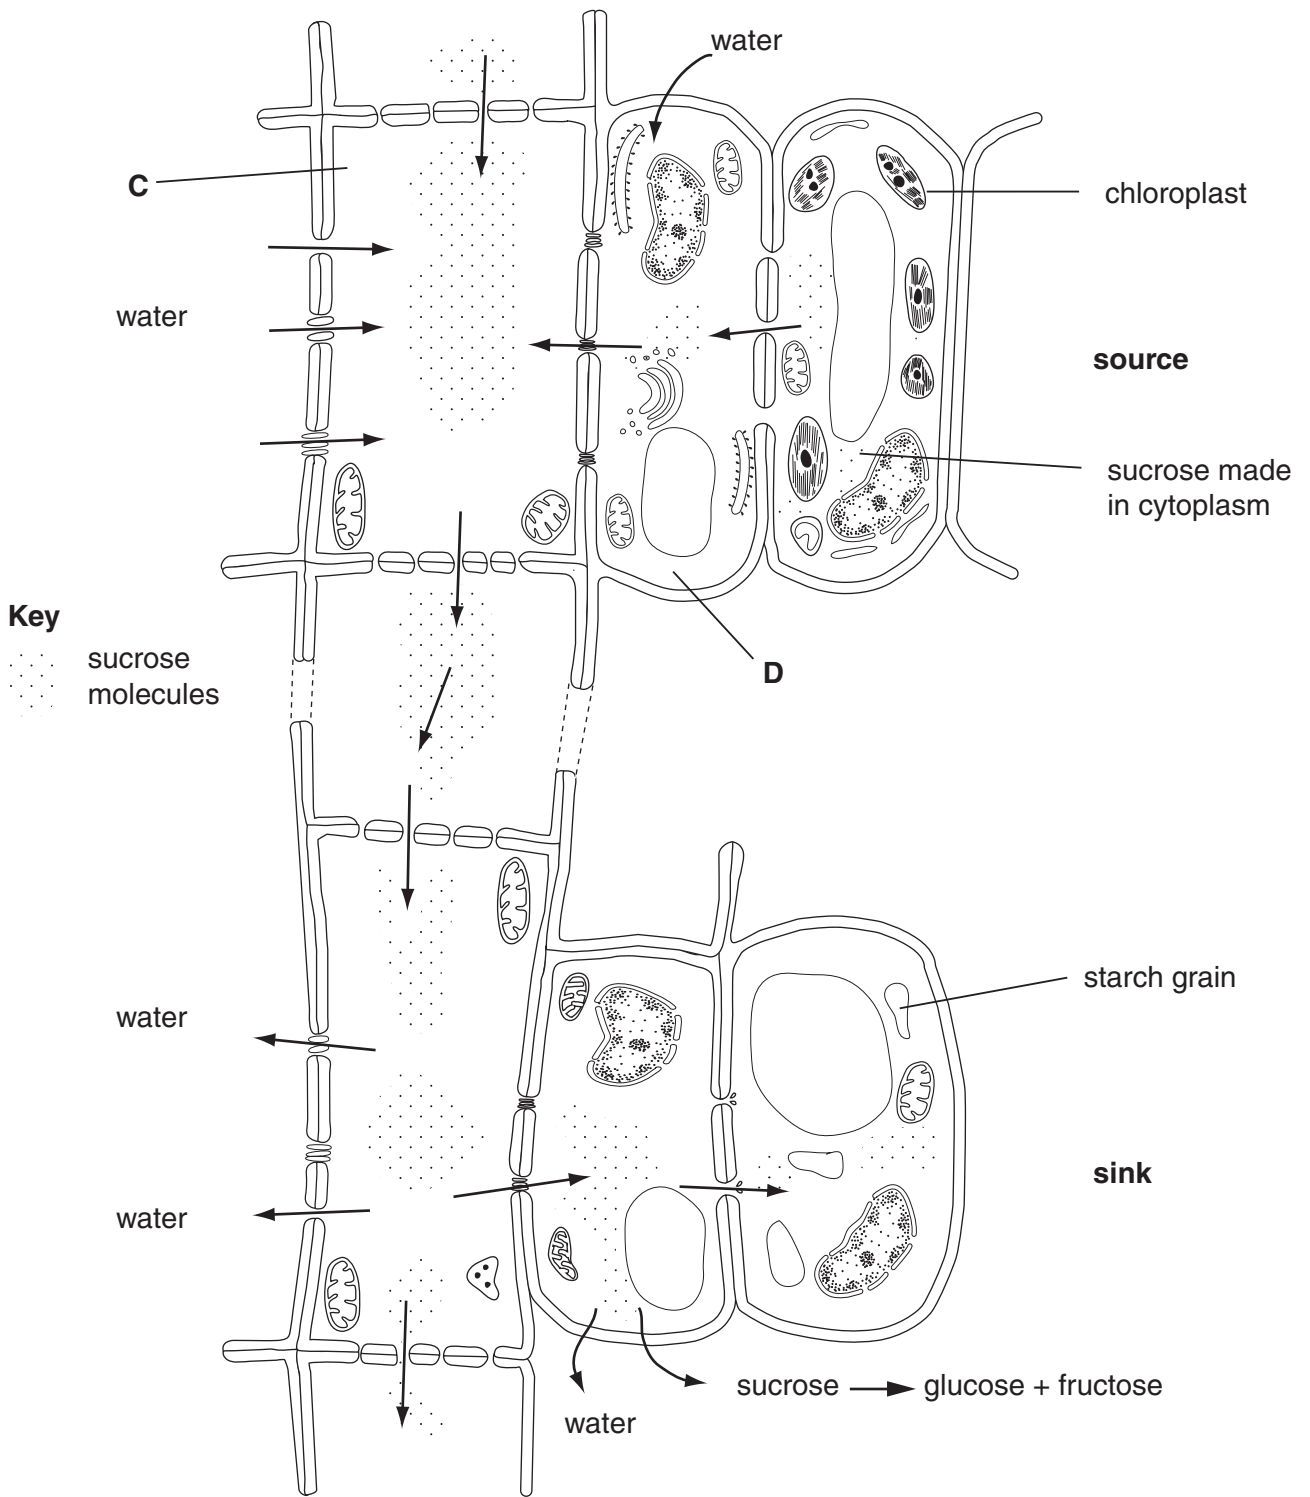 water
C
chloroplast
water
source
sucrose made
in cytoplasm
Key
sucrose
molecules
D
starch grain
water
sink
water
sucrose → glucose + fructose
water